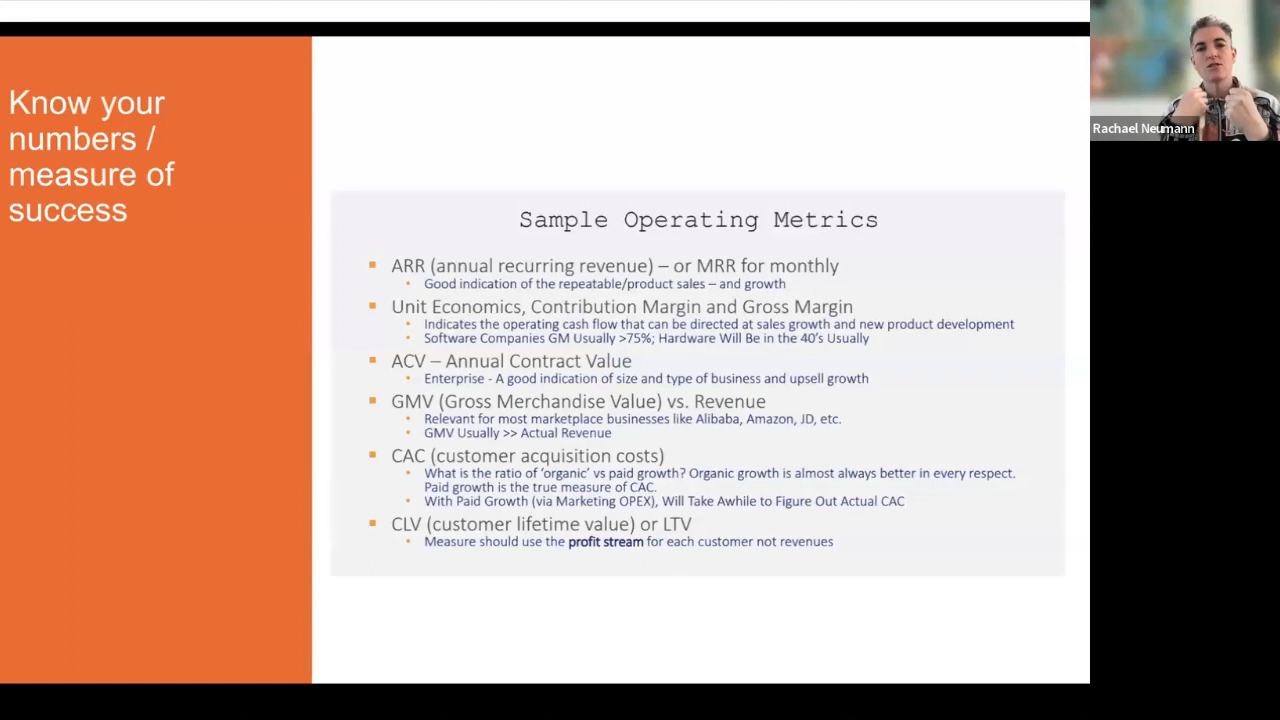 Know your
numbers /
measure of
success
Sample Operating Metrics
▪ ARR (annual recurring revenue) – or MRR for monthly
• Good indication of the repeatable/product sales – and growth
▪ Unit Economics, Contribution Margin and Gross Margin
• Indicates the operating cash flow that can be directed at sales growth and new product development
• Software Companies GM Usually >75%; Hardware Will Be in the 40's Usually
▪ ACV – Annual Contract Value
• Enterprise - A good indication of size and type of business and upsell growth
▪ GMV (Gross Merchandise Value) vs. Revenue
• Relevant for most marketplace businesses like Alibaba, Amazon, JD, etc.
• GMV Usually >> Actual Revenue
▪ CAC (customer acquisition costs)
• What is the ratio of 'organic' vs paid growth? Organic growth is almost always better in every respect.
Paid growth is the true measure of CAC.
• With Paid Growth (via Marketing OPEX), Will Take Awhile to Figure Out Actual CAC
▪ CLV (customer lifetime value) or LTV
• Measure should use the profit stream for each customer not revenues
Rachael Neumann